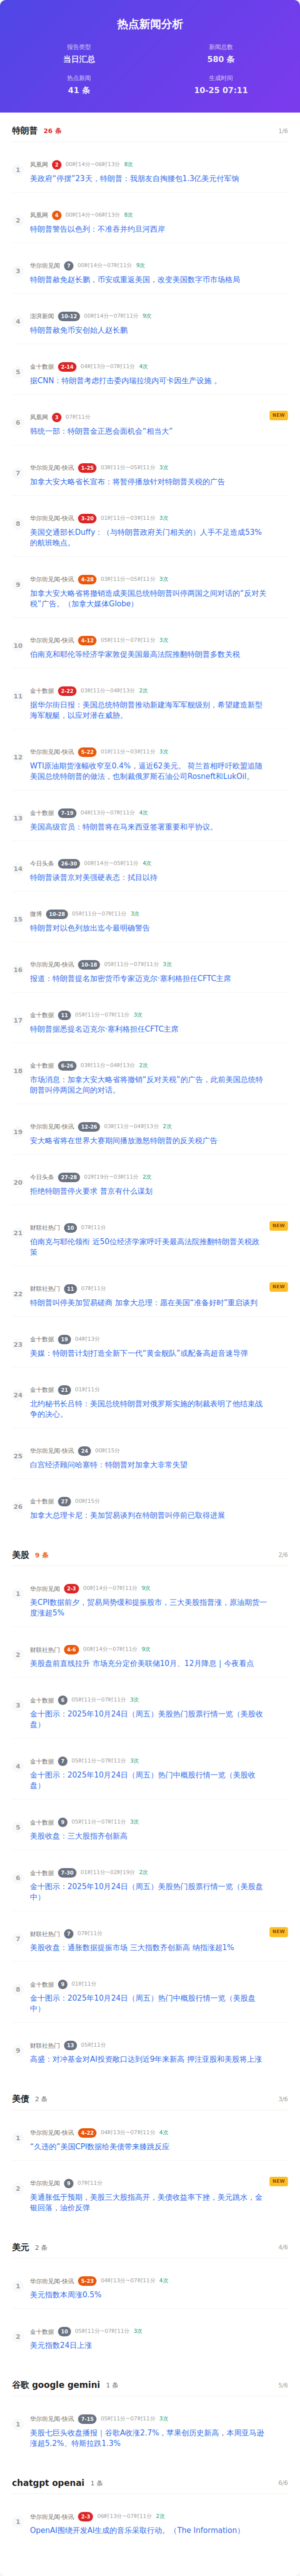 热点新闻分析
报告类型
当日汇总
新闻总数
580 条
热点新闻
41 条
生成时间
10-25 07:11
特朗普 26 条 1/6
1
凤凰网 2 00时14分~06时13分 8次
美政府“停摆”23天，特朗普：我朋友自掏腰包1.3亿美元付军饷
2
凤凰网 4 00时14分~06时13分 8次
特朗普警告以色列：不准吞并约旦河西岸
3
华尔街见闻 7 00时14分~07时11分 9次
特朗普赦免赵长鹏，币安或重返美国，改变美国数字币市场格局
4
澎湃新闻 10-12 00时14分~07时11分 9次
特朗普赦免币安创始人赵长鹏
5
金十数据 2-14 04时13分~07时11分 4次
据CNN：特朗普考虑打击委内瑞拉境内可卡因生产设施 。
6
凤凰网 3 07时11分 NEW
韩统一部：特朗普金正恩会面机会“相当大”
7
华尔街见闻-快讯 1-25 03时11分~05时11分 3次
加拿大安大略省长宣布：将暂停播放针对特朗普关税的广告
8
华尔街见闻-快讯 3-20 01时11分~03时11分 3次
美国交通部长Duffy：（与特朗普政府关门相关的）人手不足造成53%
的航班晚点。
9
华尔街见闻-快讯 4-28 03时11分~05时11分 3次
加拿大安大略省将撤销造成美国总统特朗普叫停两国之间对话的“反对关
税”广告。（加拿大媒体Globe）
10
华尔街见闻-快讯 4-12 05时11分~07时11分 3次
伯南克和耶伦等经济学家敦促美国最高法院推翻特朗普多数关税
11
金十数据 2-22 03时11分~04时13分 2次
据华尔街日报：美国总统特朗普推动新建海军军舰级别，希望建造新型
海军舰艇，以应对潜在威胁。
12
华尔街见闻-快讯 5-22 01时11分~03时11分 3次
WTI原油期货涨幅收窄至0.4%，逼近62美元。 荷兰首相呼吁欧盟追随
美国总统特朗普的做法，也制裁俄罗斯石油公司Rosneft和LukOil。
13
金十数据 7-19 04时13分~07时11分 4次
美国高级官员：特朗普将在马来西亚签署重要和平协议。
14
今日头条 26-30 00时14分~05时11分 4次
特朗普谈普京对美强硬表态：拭目以待
15
微博 10-28 05时11分~07时11分 3次
特朗普对以色列放出迄今最明确警告
16
华尔街见闻-快讯 10-18 05时11分~07时11分 3次
报道：特朗普提名加密货币专家迈克尔·塞利格担任CFTC主席
17
金十数据 11 05时11分~07时11分 3次
特朗普据悉提名迈克尔·塞利格担任CFTC主席
18
金十数据 6-26 03时11分~04时13分 2次
市场消息：加拿大安大略省将撤销“反对关税”的广告，此前美国总统特
朗普叫停两国之间的对话。
19
华尔街见闻-快讯 12-26 03时11分~04时13分 2次
安大略省将在世界大赛期间播放激怒特朗普的反关税广告
20
今日头条 27-28 02时19分~03时11分 2次
拒绝特朗普停火要求 普京有什么谋划
21
财联社热门 10 07时11分 NEW
伯南克与耶伦领衔 近50位经济学家呼吁美最高法院推翻特朗普关税政
策
22
财联社热门 11 07时11分 NEW
特朗普叫停美加贸易磋商 加拿大总理：愿在美国“准备好时”重启谈判
23
金十数据 19 04时13分
美媒：特朗普计划打造全新下一代“黄金舰队”或配备高超音速导弹
24
金十数据 21 01时11分
北约秘书长吕特：美国总统特朗普对俄罗斯实施的制裁表明了他结束战
争的决心。
25
华尔街见闻-快讯 24 00时15分
白宫经济顾问哈塞特：特朗普对加拿大非常失望
26
金十数据 27 00时15分
加拿大总理卡尼：美加贸易谈判在特朗普叫停前已取得进展
美股 9 条 2/6
1
华尔街见闻 2-3 00时14分~07时11分 9次
美CPI数据前夕，贸易局势缓和提振股市，三大美股指普涨，原油期货一
度涨超5%
2
财联社热门 4-6 00时14分~07时11分 9次
美股盘前直线拉升 市场充分定价美联储10月、12月降息 | 今夜看点
3
金十数据 6 05时11分~07时11分 3次
金十图示：2025年10月24日（周五）美股热门股票行情一览（美股收
盘）
4
金十数据 7 05时11分~07时11分 3次
金十图示：2025年10月24日（周五）热门中概股行情一览（美股收
盘）
5
金十数据 9 05时11分~07时11分 3次
美股收盘：三大股指齐创新高
6
金十数据 7-30 01时11分~02时19分 2次
金十图示：2025年10月24日（周五）美股热门股票行情一览（美股盘
中）
7
财联社热门 7 07时11分 NEW
美股收盘：通胀数据提振市场 三大指数齐创新高 纳指涨超1%
8
金十数据 9 01时11分
金十图示：2025年10月24日（周五）热门中概股行情一览（美股盘
中）
9
财联社热门 13 05时11分
高盛：对冲基金对AI投资敞口达到近9年来新高 押注亚股和美股将上涨
美债 2 条 3/6
1
华尔街见闻-快讯 4-22 04时13分~07时11分 4次
“久违的”美国CPI数据给美债带来膝跳反应
2
华尔街见闻-快讯 9 07时11分 NEW
美通胀低于预期，美股三大股指高开，美债收益率下挫，美元跳水，金
银回落，油价反弹
美元 2 条 4/6
1
华尔街见闻-快讯 5-23 04时13分~07时11分 4次
美元指数本周涨0.5%
2
金十数据 10 05时11分~07时11分 3次
美元指数24日上涨
谷歌 google gemini 1 条 5/6
1
华尔街见闻-快讯 7-15 05时11分~07时11分 3次
美股七巨头收盘播报｜谷歌A收涨2.7%，苹果创历史新高，本周亚马逊
涨超5.2%、特斯拉跌1.3%
chatgpt openai 1 条 6/6
1
华尔街见闻-快讯 2-3 06时13分~07时11分 2次
OpenAI围绕开发AI生成的音乐采取行动。（The Information）